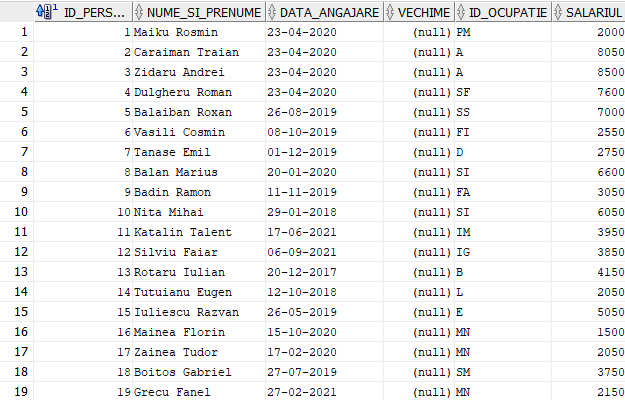 ID_PERS... NUME_SI_PRENUME DATA_ANGAJARE VECHIME ID_OCUPATIE SALARIUL
1 1 Maiku Rosmin 23-04-2020 (null) PM 2000
2 2 Caraiman Traian 23-04-2020 (null) A 8050
3 3 Zidaru Andrei 23-04-2020 (null) A 8500
4 4 Dulgheru Roman 23-04-2020 (null) SF 7600
5 5 Balaiban Roxan 26-08-2019 (null) SS 7000
6 6 Vasili Cosmin 08-10-2019 (null) FI 2550
7 7 Tanase Emil 01-12-2019 (null) D 2750
8 8 Balan Marius 20-01-2020 (null) SI 6600
9 9 Badin Ramon 11-11-2019 (null) FA 3050
10 10 Nita Mihai 29-01-2018 (null) SI 6050
11 11 Katalin Talent 17-06-2021 (null) IM 3950
12 12 Silviu Faiar 06-09-2021 (null) IG 3850
13 13 Rotaru Iulian 20-12-2017 (null) B 4150
14 14 Tutuianu Eugen 12-10-2018 (null) L 2050
15 15 Iuliescu Razvan 26-05-2019 (null) E 5050
16 16 Mainea Florin 15-10-2020 (null) MN 1500
17 17 Zainea Tudor 17-02-2020 (null) MN 2050
18 18 Boitos Gabriel 27-07-2019 (null) SM 3750
19 19 Grecu Fanel 27-02-2021 (null) MN 2150